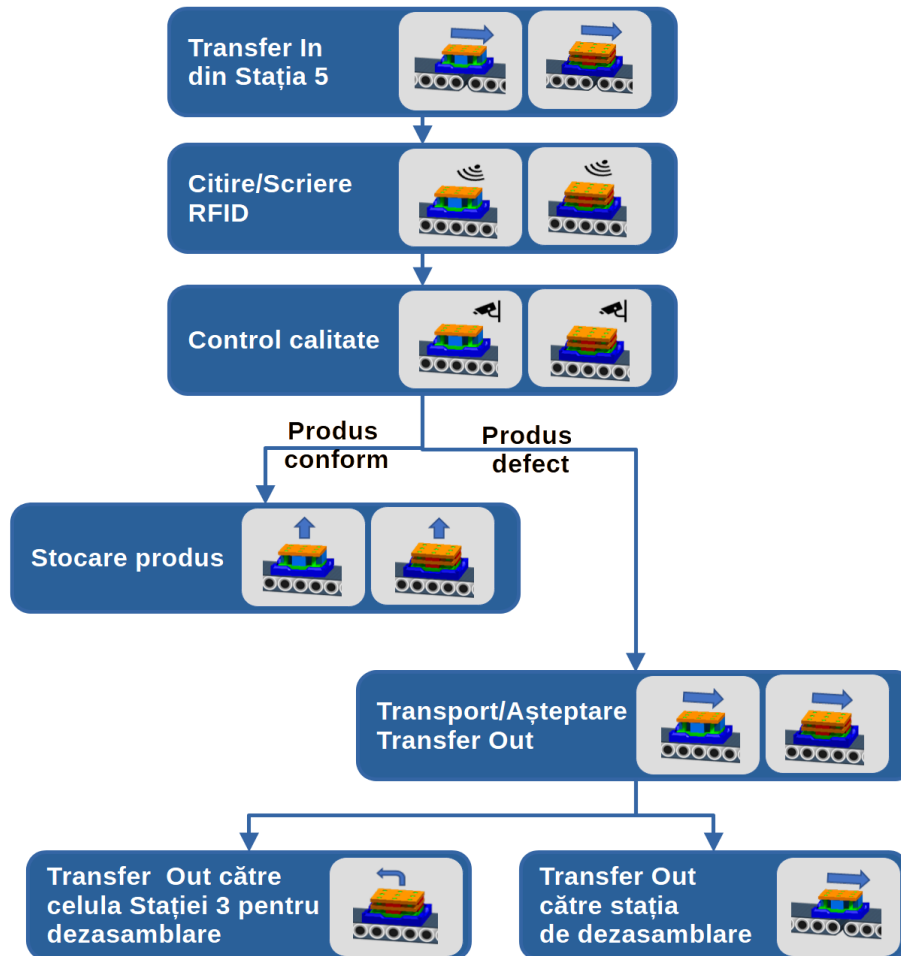 Transfer In
din Stația 5
Citire/Scriere
RFID
Control calitate
Produs
conform
Produs
defect
Stocare produs
Transport/Așteptare
Transfer Out
Transfer Out către
celula Stației 3 pentru
dezasamblare
Transfer Out
către stația
de dezasamblare